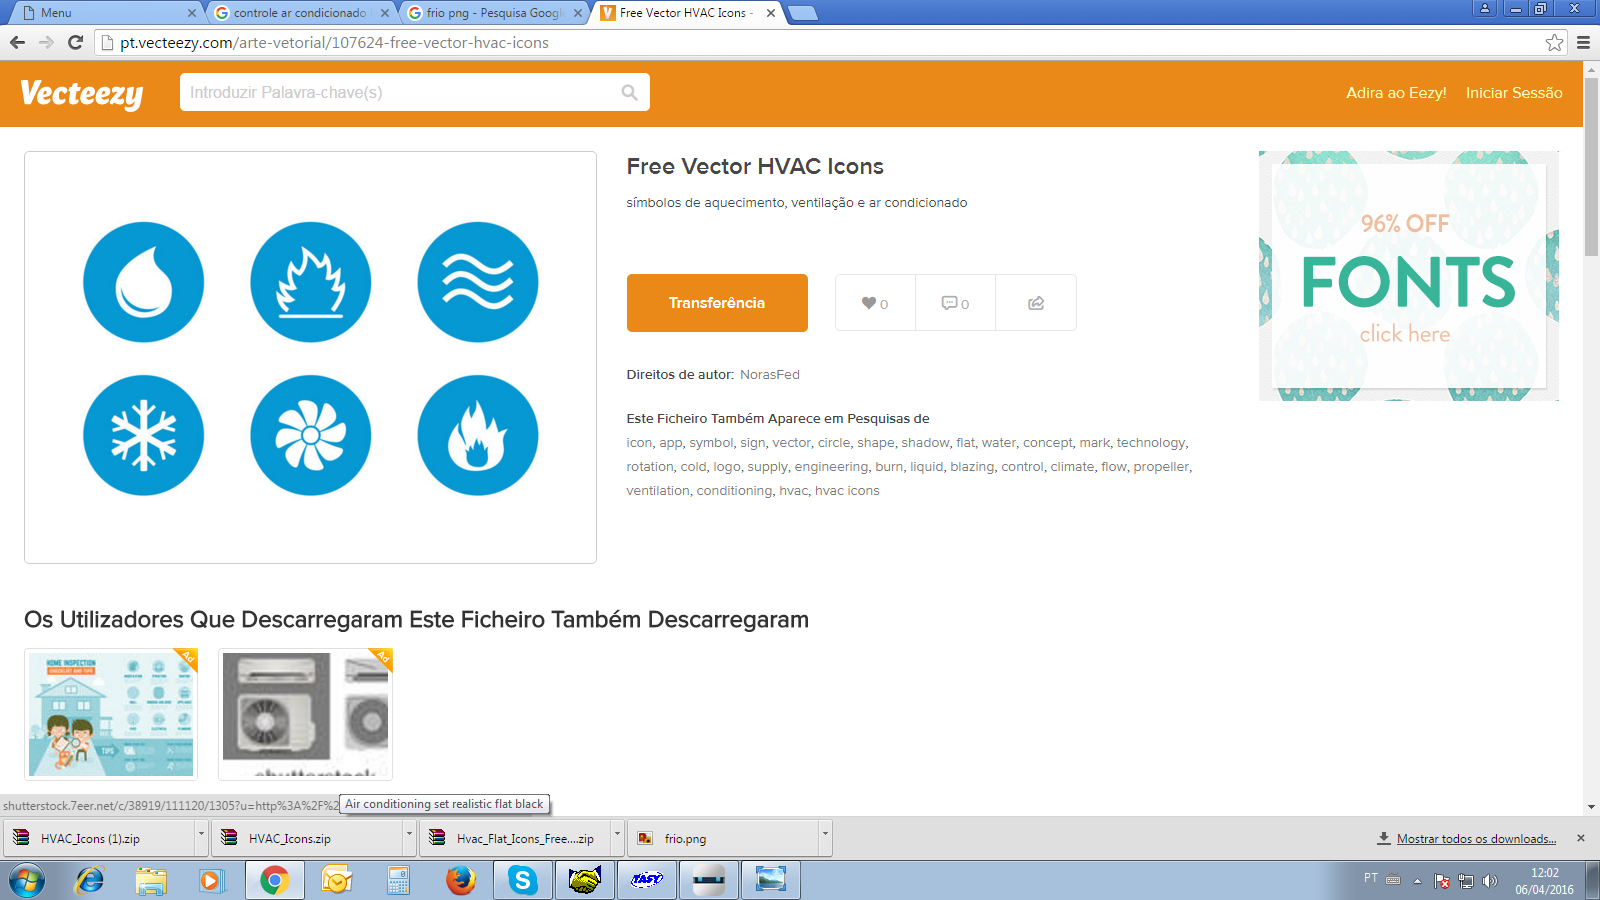 Menu
controle ar condicionado
frio png - Pesquisa Googl
Free Vector HVAC Icons -
pt.vecteezy.com/arte-vetorial/107624-free-vector-hvac-icons
Vecteezy
Introduzir Palavra-chave(s)
Adira ao Eezy!
Iniciar Sessão
Free Vector HVAC Icons
símbolos de aquecimento, ventilação e ar condicionado
Transferência
0
0
Direitos de autor: NorasFed
Este Ficheiro Também Aparece em Pesquisas de
icon, app, symbol, sign, vector, circle, shape, shadow, flat, water, concept, mark, technology,
rotation, cold, logo, supply, engineering, burn, liquid, blazing, control, climate, flow, propeller,
ventilation, conditioning, hvac, hvac icons
96% OFF
FONTS
click here
Os Utilizadores Que Descarregaram Este Ficheiro Também Descarregaram
HOME INSPECTION
TIPS
Ad
Ad
shutterstock.7eer.net/c/38919/111120/1305?u=http%3A%2F%2
Air conditioning set realistic flat black
HVAC_Icons (1).zip
HVAC_Icons.zip
Hvac_Flat_Icons_Free....zip
frio.png
Mostrar todos os downloads...
TASY
PT
12:02
06/04/2016